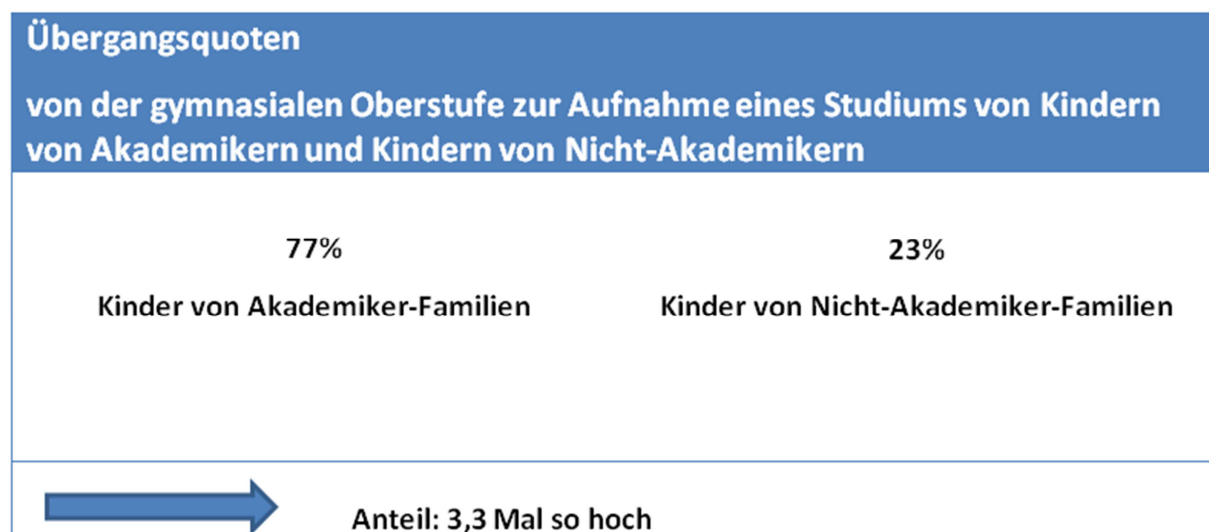 Übergangsquoten
von der gymnasialen Oberstufe zur Aufnahme eines Studiums von Kindern
von Akademikern und Kindern von Nicht-Akademikern
77%
Kinder von Akademiker-Familien
23%
Kinder von Nicht-Akademiker-Familien
Anteil: 3,3 Mal so hoch